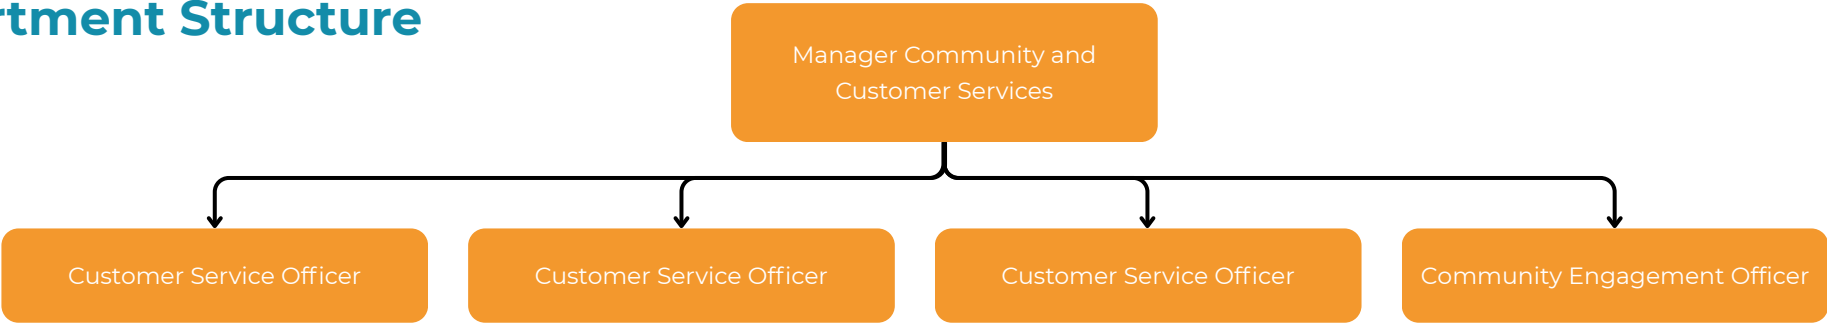 rtment Structure
Manager Community and
Customer Services
Customer Service Officer
Customer Service Officer
Customer Service Officer
Community Engagement Officer